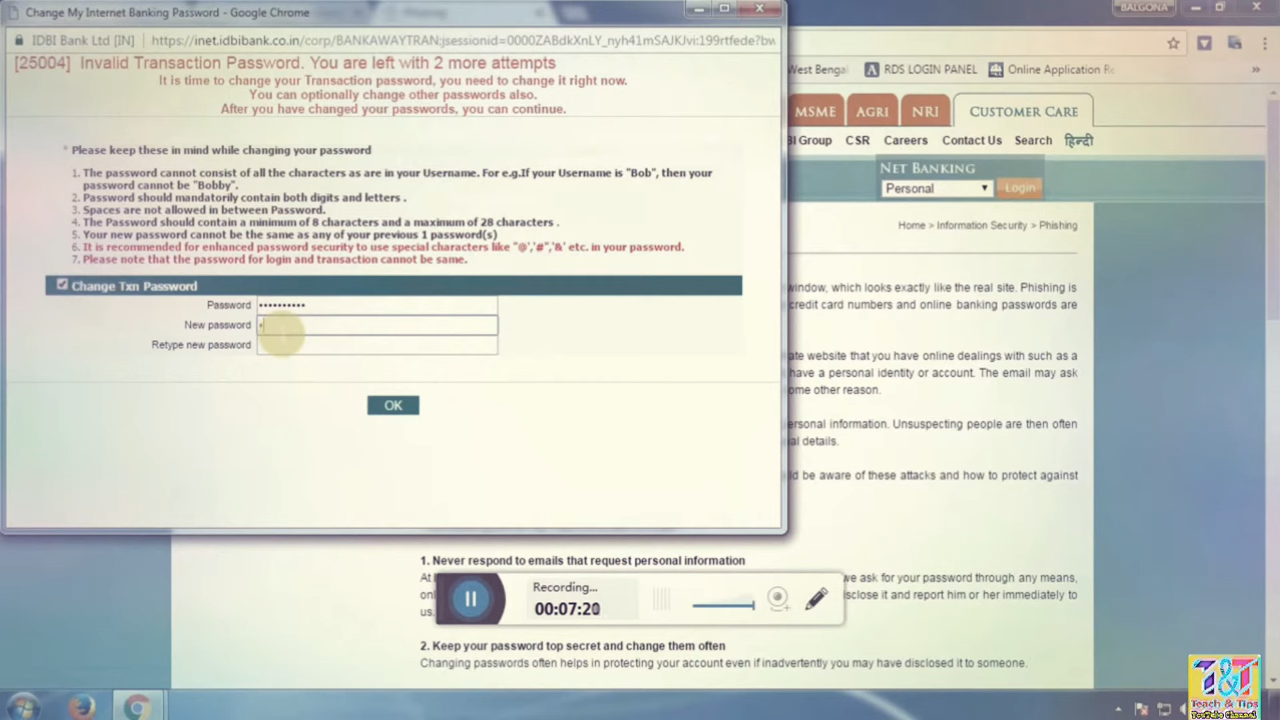 Change My Internet Banking Password - Google Chrome
BALGONA
IDBI Bank Ltd [IN] https://inet.idbibank.co.in/corp/BANKAWAYTRAN;jsessionid=0000ZABdkXnLY_nyh41mSAJKJvi:199rtfede?bw
[25004] Invalid Transaction Password. You are left with 2 more attempts
It is time to change your Transaction password, you need to change it right now.
You can optionally change other passwords also.
After you have changed your passwords, you can continue.
* Please keep these in mind while changing your password
1. The password cannot consist of all the characters as are in your Username. For e.g.If your Username is "Bob", then your
password cannot be "Bobby".
2. Password should mandatorily contain both digits and letters .
3. Spaces are not allowed in between Password.
4. The Password should contain a minimum of 8 characters and a maximum of 28 characters .
5. Your new password cannot be the same as any of your previous 1 password(s)
6. It is recommended for enhanced password security to use special characters like "@','#",'&' etc. in your password.
7. Please note that the password for login and transaction cannot be same.
Change Txn Password
Password ••••••••••
New password
Retype new password
OK
West Bengal RDS LOGIN PANEL Online Application Re
MSME AGRI NRI CUSTOMER CARE
BI Group CSR Careers Contact Us Search हिन्दी
NET BANKING
Personal Login
Home > Information Security > Phishing
window, which looks exactly like the real site. Phishing is
credit card numbers and online banking passwords are
ate website that you have online dealings with such as a
have a personal identity or account. The email may ask
ome other reason.
ersonal information. Unsuspecting people are then often
al details.
ld be aware of these attacks and how to protect against
1. Never respond to emails that request personal information
At we ask for your password through any means,
onl disclose it and report him or her immediately to
us.
Recording...
00:07:20
2. Keep your password top secret and change them often
Changing passwords often helps in protecting your account even if inadvertently you may have disclosed it to someone.
T&T
Teach & Tips
YouTube Channel